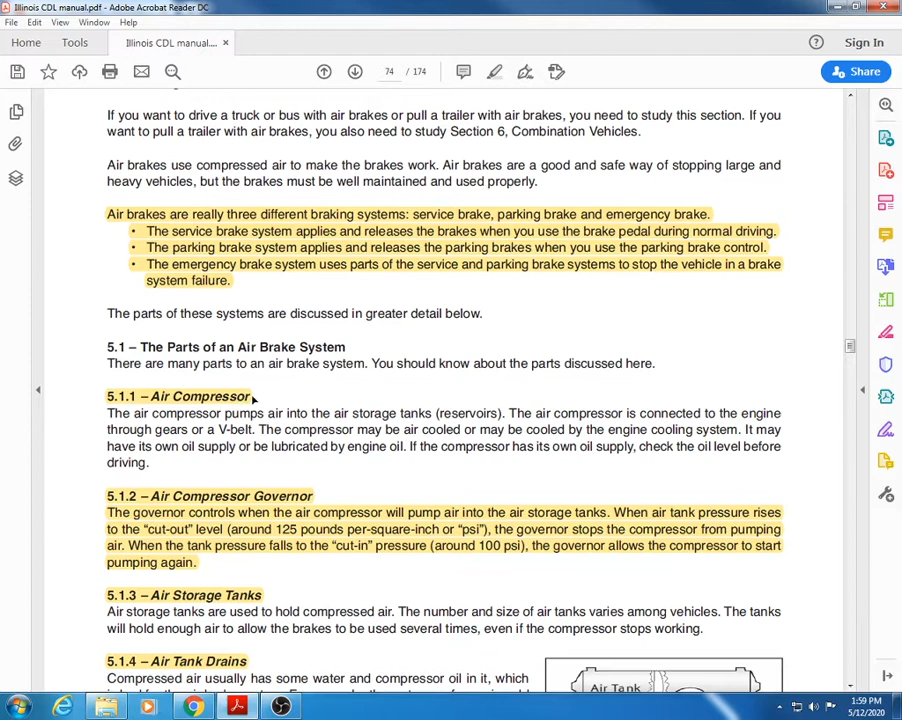 Illinois CDL manual.pdf - Adobe Acrobat Reader DC
File Edit View Window Help
Home Tools Illinois CDL manual.... × Sign In
74 / 174 Share
If you want to drive a truck or bus with air brakes or pull a trailer with air brakes, you need to study this section. If you
want to pull a trailer with air brakes, you also need to study Section 6, Combination Vehicles.
Air brakes use compressed air to make the brakes work. Air brakes are a good and safe way of stopping large and
heavy vehicles, but the brakes must be well maintained and used properly.
Air brakes are really three different braking systems: service brake, parking brake and emergency brake.
• The service brake system applies and releases the brakes when you use the brake pedal during normal driving.
• The parking brake system applies and releases the parking brakes when you use the parking brake control.
• The emergency brake system uses parts of the service and parking brake systems to stop the vehicle in a brake
system failure.
The parts of these systems are discussed in greater detail below.
5.1 – The Parts of an Air Brake System
There are many parts to an air brake system. You should know about the parts discussed here.
5.1.1 – Air Compressor
The air compressor pumps air into the air storage tanks (reservoirs). The air compressor is connected to the engine
through gears or a V-belt. The compressor may be air cooled or may be cooled by the engine cooling system. It may
have its own oil supply or be lubricated by engine oil. If the compressor has its own oil supply, check the oil level before
driving.
5.1.2 – Air Compressor Governor
The governor controls when the air compressor will pump air into the air storage tanks. When air tank pressure rises
to the “cut-out” level (around 125 pounds per-square-inch or “psi”), the governor stops the compressor from pumping
air. When the tank pressure falls to the “cut-in” pressure (around 100 psi), the governor allows the compressor to start
pumping again.
5.1.3 – Air Storage Tanks
Air storage tanks are used to hold compressed air. The number and size of air tanks varies among vehicles. The tanks
will hold enough air to allow the brakes to be used several times, even if the compressor stops working.
5.1.4 – Air Tank Drains
Compressed air usually has some water and compressor oil in it, which
Air Tank
1:59 PM
5/12/2020